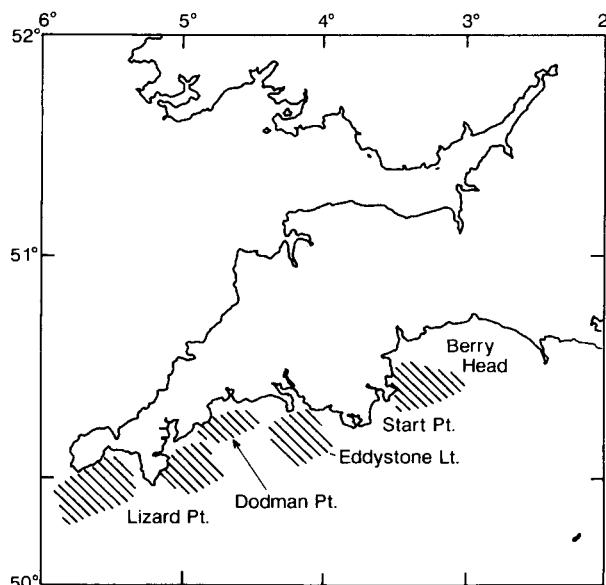 6° 5° 4° 3° 2°
52°
51°
Berry
Head
Start Pt.
Eddystone Lt.
Dodman Pt.
Lizard Pt.
50°